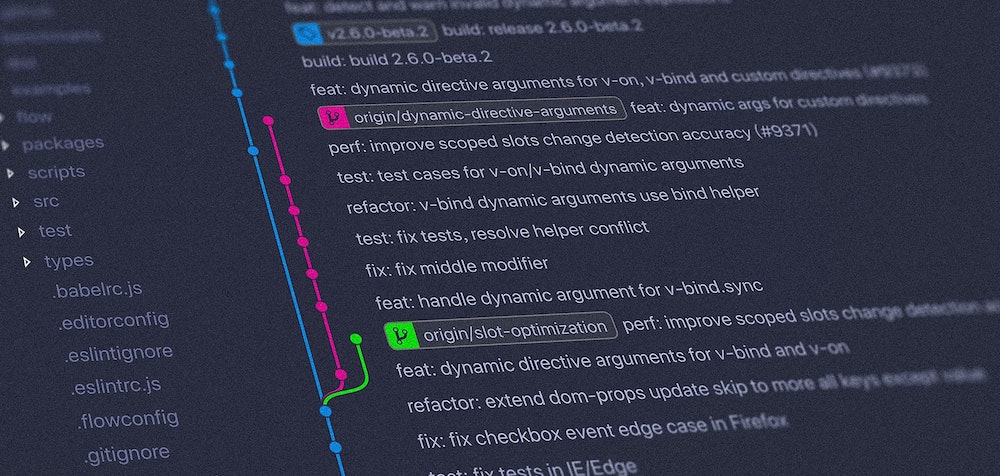 feat: detect and warn invalid dynamic argument expressions
v2.6.0-beta.2 build: release 2.6.0-beta.2
build: build 2.6.0-beta.2
feat: dynamic directive arguments for v-on, v-bind and custom directives (#9373)
origin/dynamic-directive-arguments feat: dynamic args for custom directives
perf: improve scoped slots change detection accuracy (#9371)
test: test cases for v-on/v-bind dynamic arguments
refactor: v-bind dynamic arguments use bind helper
test: fix tests, resolve helper conflict
fix: fix middle modifier
feat: handle dynamic argument for v-bind.sync
origin/slot-optimization perf: improve scoped slots change detection
feat: dynamic directive arguments for v-bind and v-on
refactor: extend dom-props update skip to more all keys except value
fix: fix checkbox event edge case in Firefox
test: fix tests in IE/Edge
examples
flow
packages
scripts
src
test
types
.babelrc.js
.editorconfig
.eslintignore
.eslintrc.js
.flowconfig
.gitignore